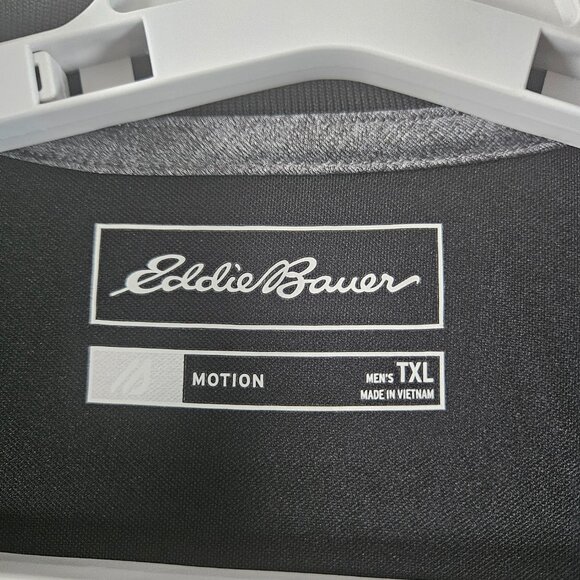 Eddie Bauer
MOTION
MEN'S TXL
MADE IN VIETNAM